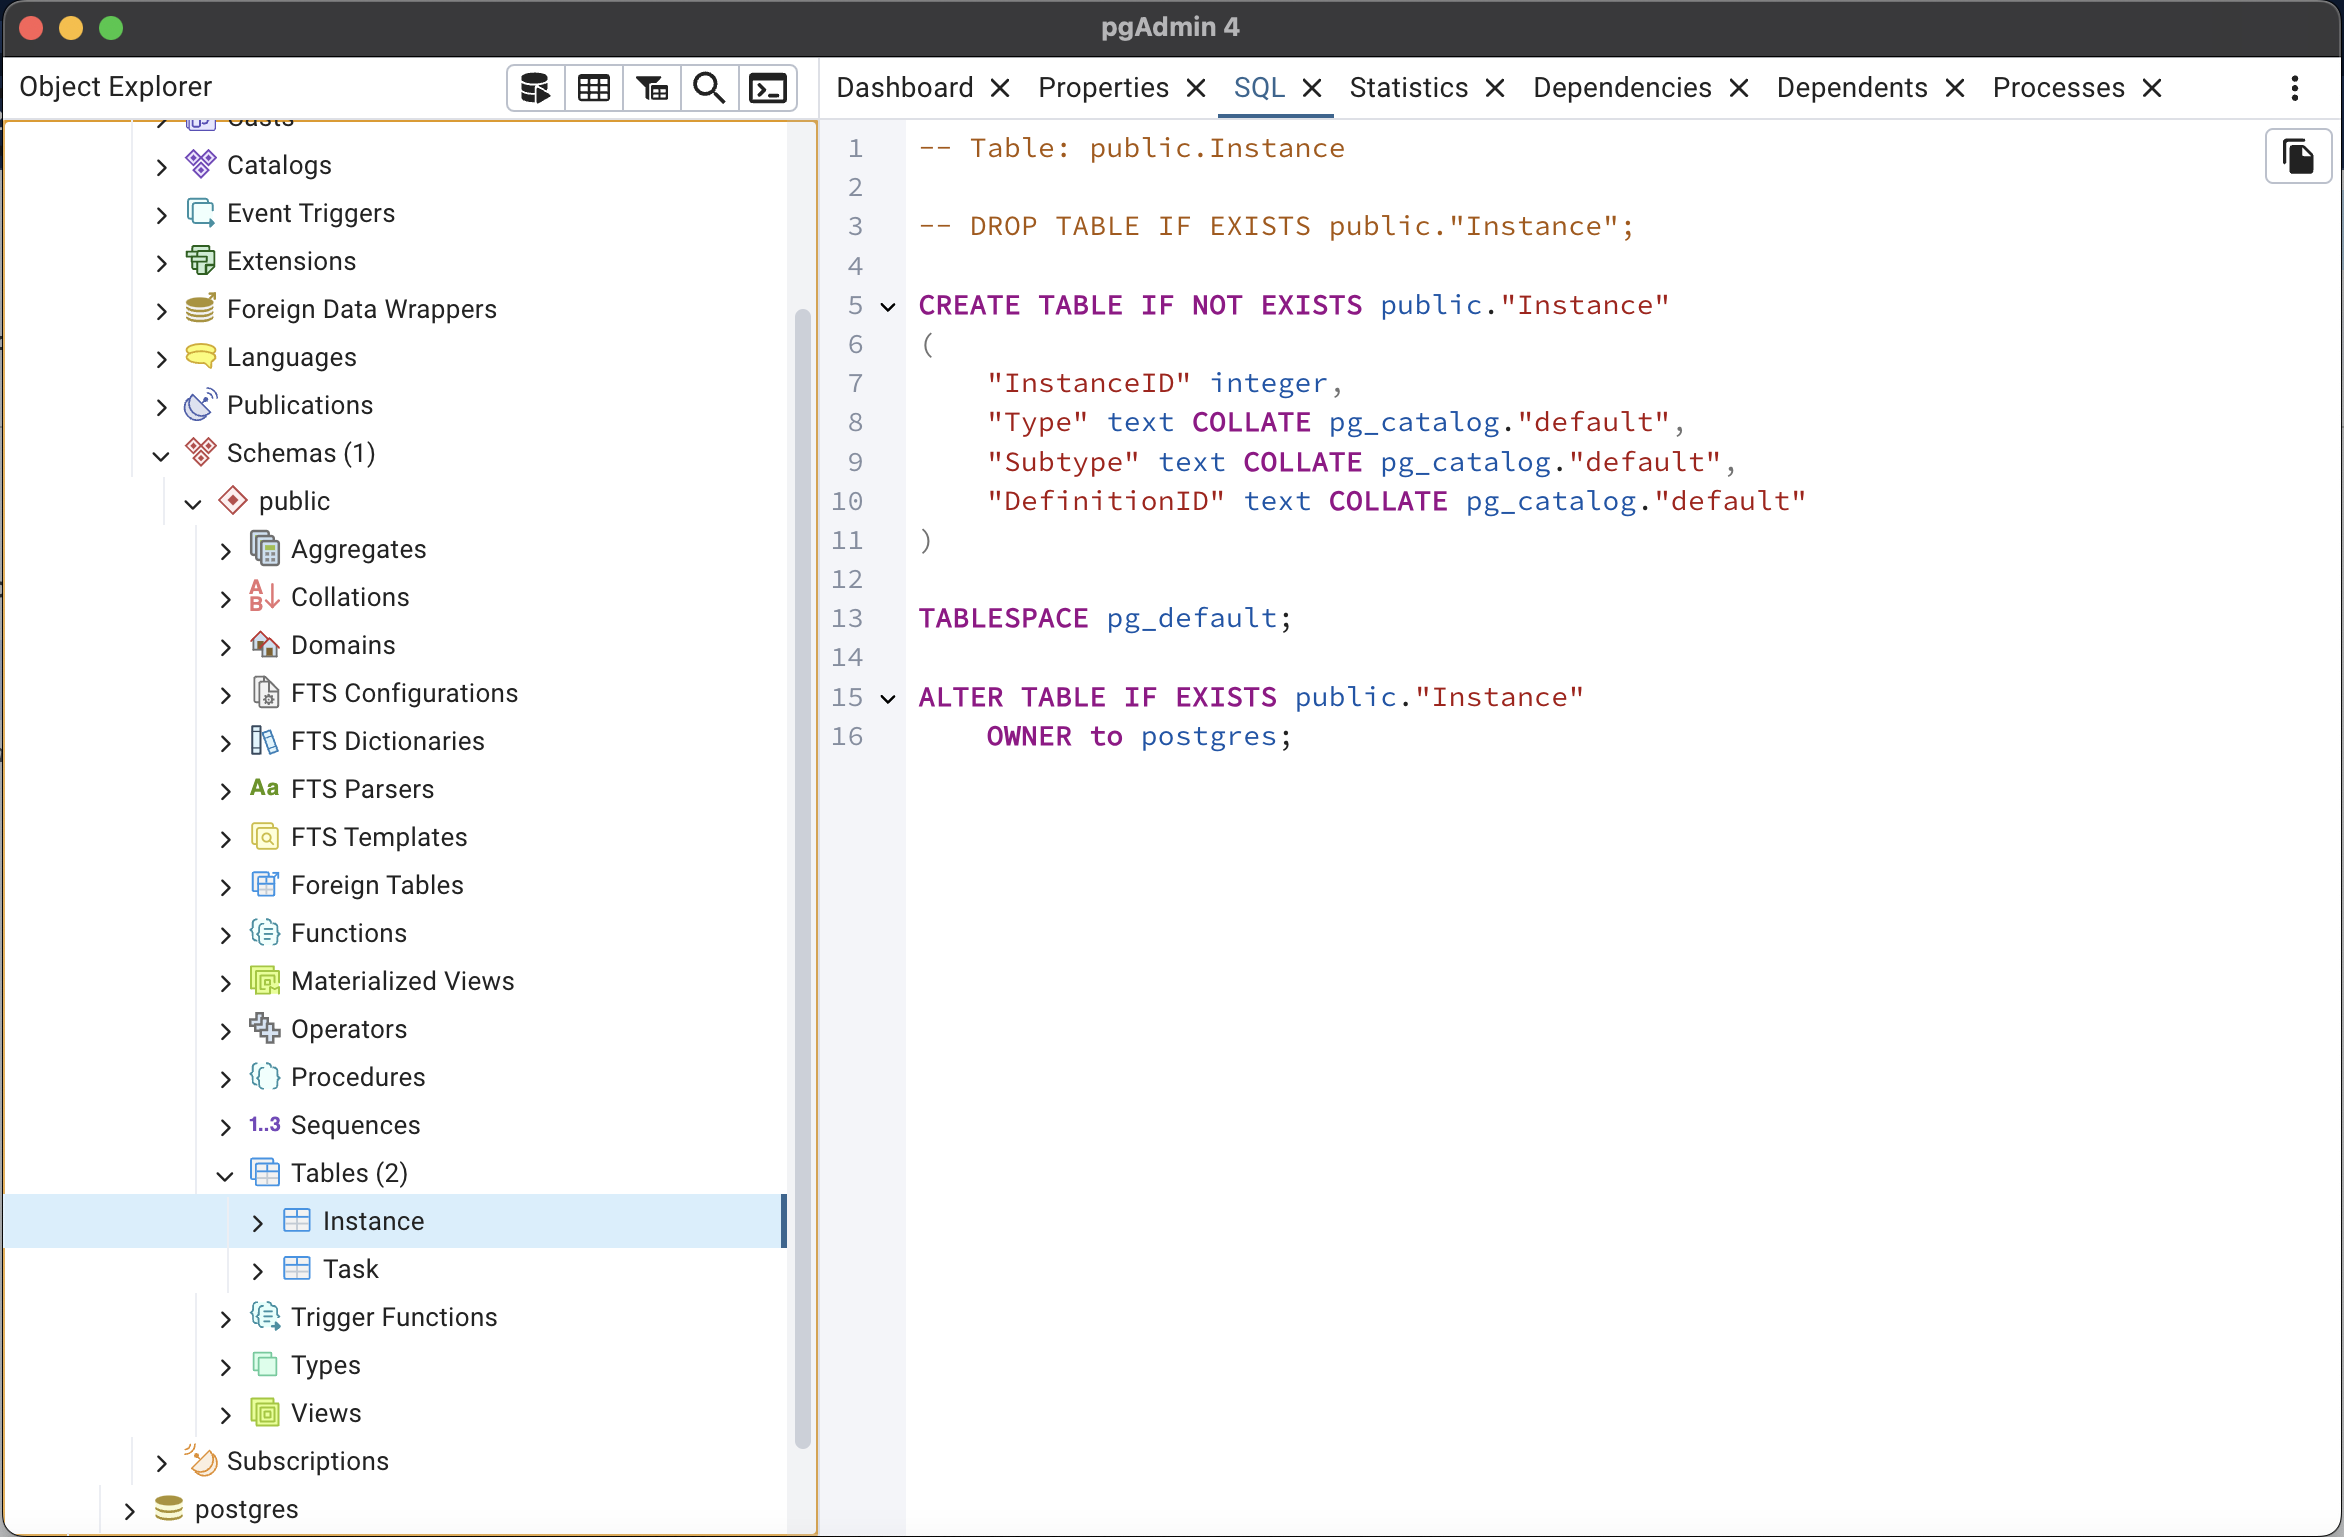 pgAdmin 4
Object Explorer
Dashboard Properties SQL Statistics Dependencies Dependents Processes
Casts
Catalogs
Event Triggers
Extensions
Foreign Data Wrappers
Languages
Publications
Schemas (1)
public
Aggregates
Collations
Domains
FTS Configurations
FTS Dictionaries
Aa FTS Parsers
FTS Templates
Foreign Tables
Functions
Materialized Views
Operators
Procedures
1..3 Sequences
Tables (2)
Instance
Task
Trigger Functions
Types
Views
Subscriptions
postgres
1 -- Table: public.Instance
2
3 -- DROP TABLE IF EXISTS public."Instance";
4
5 CREATE TABLE IF NOT EXISTS public."Instance"
6 (
7 "InstanceID" integer,
8 "Type" text COLLATE pg_catalog."default",
9 "Subtype" text COLLATE pg_catalog."default",
10 "DefinitionID" text COLLATE pg_catalog."default"
11 )
12
13 TABLESPACE pg_default;
14
15 ALTER TABLE IF EXISTS public."Instance"
16 OWNER to postgres;